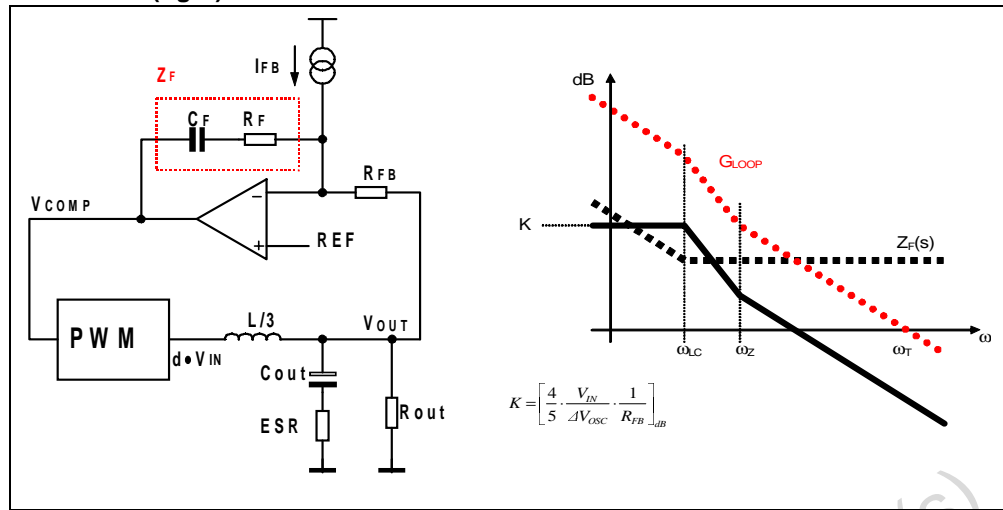 IFB
ZF
CF
RF
RFB
VCOMP
−
+
REF
PWM
L/3
VOUT
d•VIN
Cout
ESR
Rout
dB
GLOOP
K
ZF(s)
ωLC
ωZ
ωT
ω
K = [4/5 · VIN/ΔVOSC · 1/RFB]dB